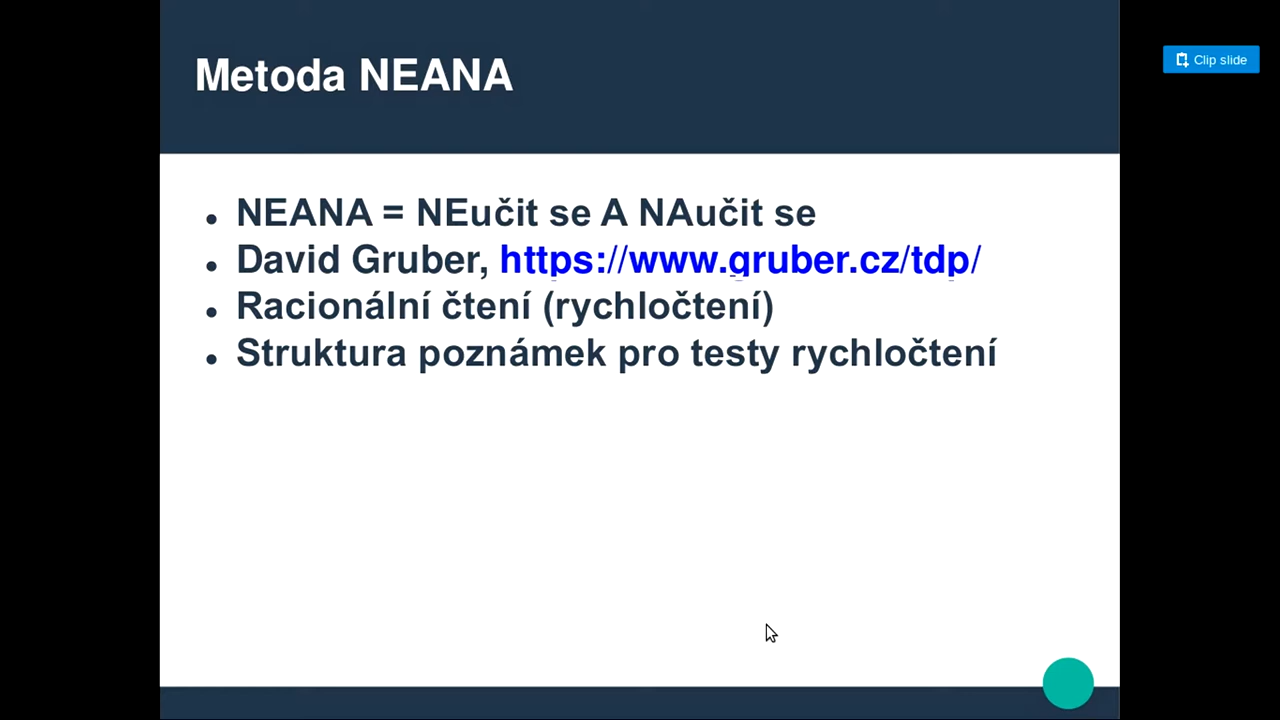 Clip slide
Metoda NEANA
NEANA = NEučit se A NAučit se
David Gruber, https://www.gruber.cz/tdp/
Racionální čtení (rychločtení)
Struktura poznámek pro testy rychločtení